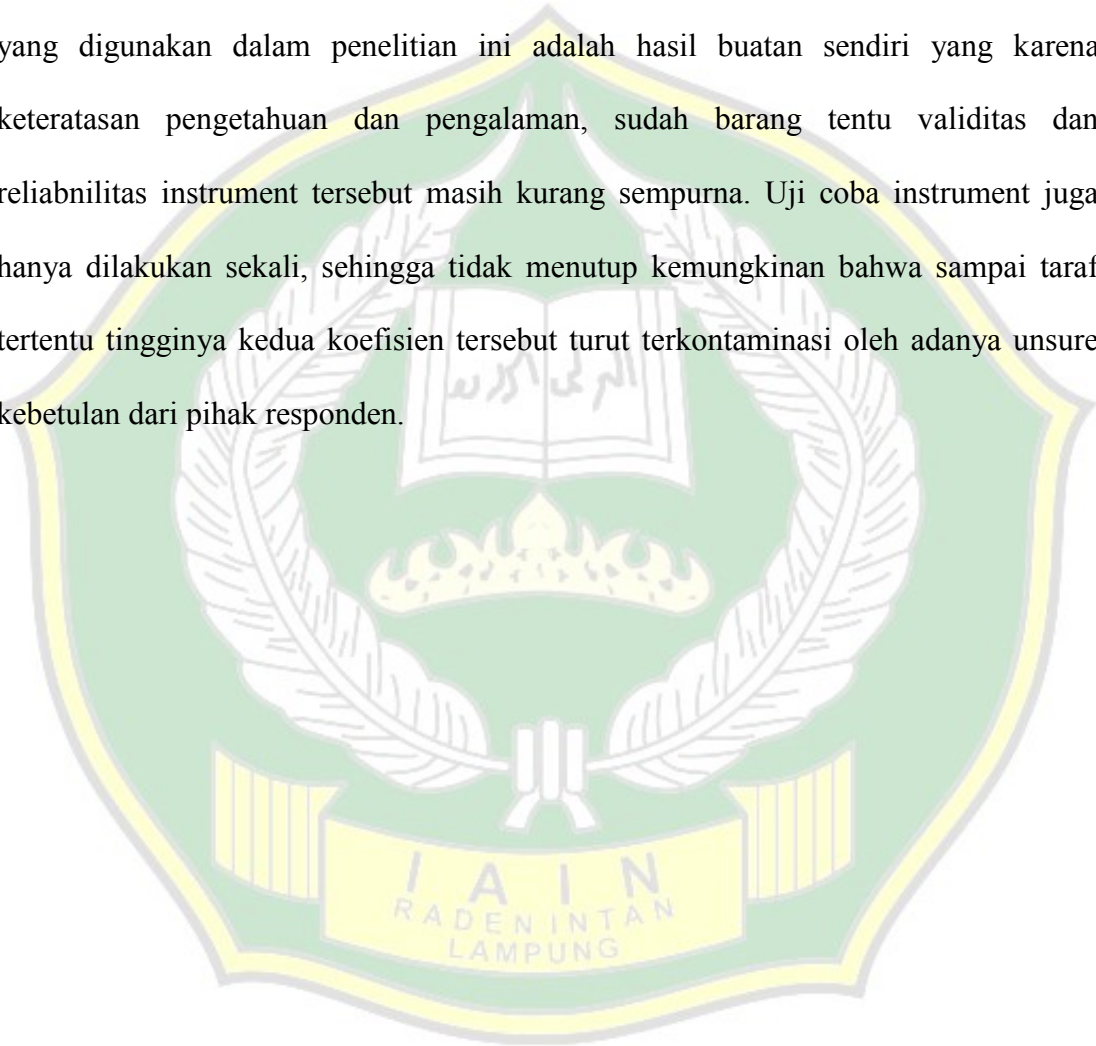 yang digunakan dalam penelitian ini adalah hasil buatan sendiri yang karena
keteratasan pengetahuan dan pengalaman, sudah barang tentu validitas dan
reliabnilitas instrument tersebut masih kurang sempurna. Uji coba instrument juga
hanya dilakukan sekali, sehingga tidak menutup kemungkinan bahwa sampai taraf
tertentu tingginya kedua koefisien tersebut turut terkontaminasi oleh adanya unsure
kebetulan dari pihak responden.
IAIN
RADEN INTAN
LAMPUNG